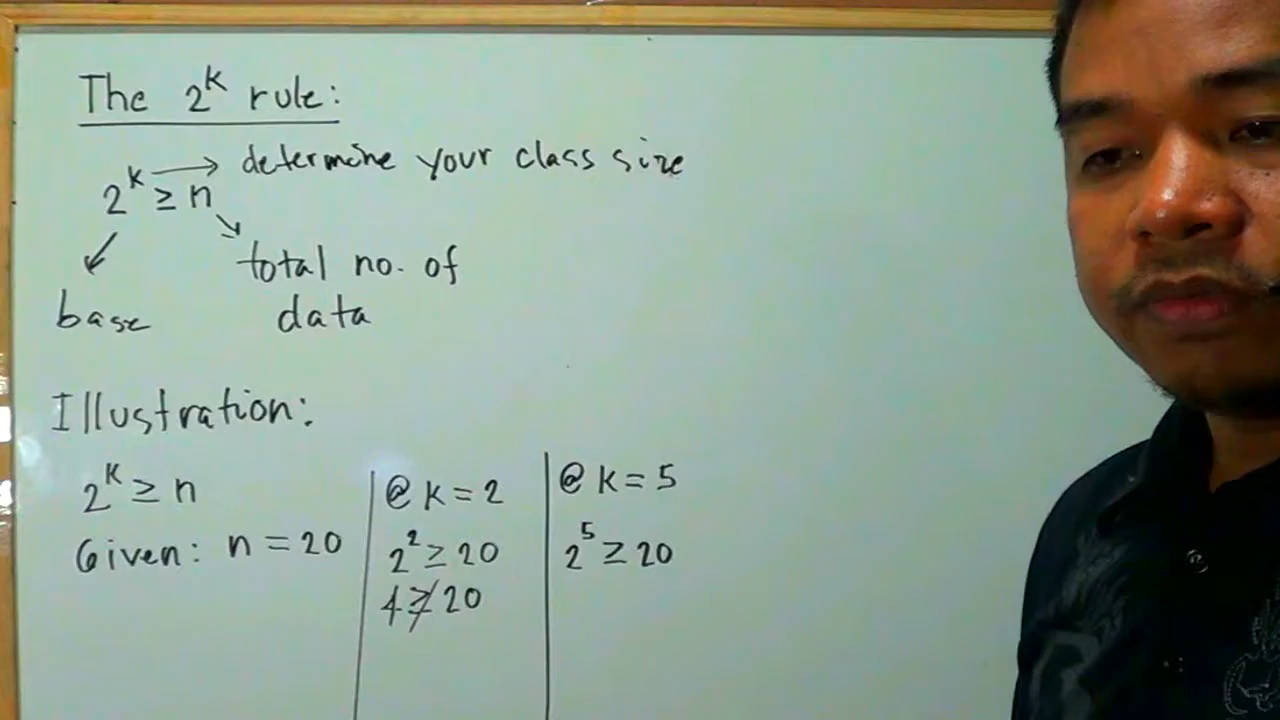 The 2^k rule:
2^k ≥ n
→ determine your class size
base
total no. of
data
Illustration:
2^k ≥ n
Given: n = 20
@ k = 2
2^2 ≥ 20
4 ≱ 20
@ k = 5
2^5 ≥ 20